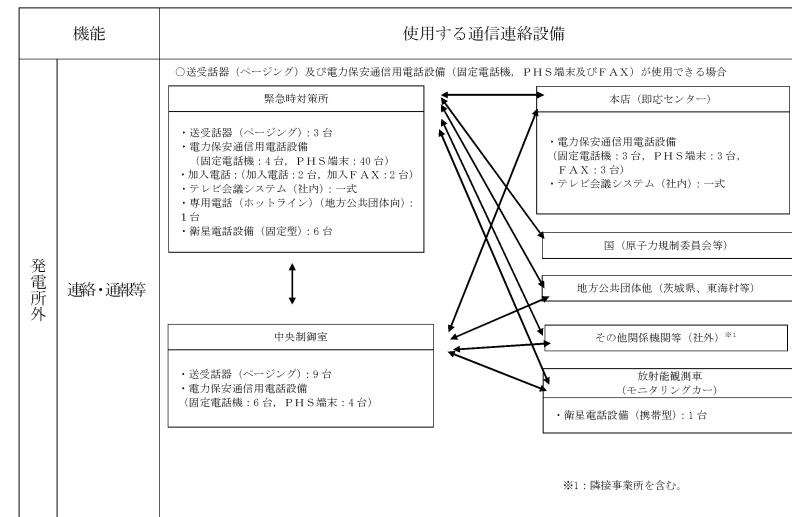 機能
使用する通信連絡設備
発電所外
連絡・通報等
○送受話器（ページング）及び電力保安通信用電話設備（固定電話機，ＰＨＳ端末及びＦＡＸ）が使用できる場合
緊急時対策所
・送受話器（ページング）：3台
・電力保安通信用電話設備
（固定電話機：4台，ＰＨＳ端末：40台）
・加入電話：（加入電話：2台，加入ＦＡＸ：2台）
・テレビ会議システム（社内）：一式
・専用電話（ホットライン）（地方公共団体向）：
1台
・衛星電話設備（固定型）：6台
中央制御室
・送受話器（ページング）：9台
・電力保安通信用電話設備
（固定電話機：6台，ＰＨＳ端末：4台）
本店（即応センター）
・電力保安通信用電話設備
（固定電話機：3台，ＰＨＳ端末：3台，
ＦＡＸ：3台）
・テレビ会議システム（社内）：一式
国（原子力規制委員会等）
地方公共団体他（茨城県、東海村等）
その他関係機関等（社外）※1
放射能観測車
（モニタリングカー）
・衛星電話設備（携帯型）：1台
※1：隣接事業所を含む。